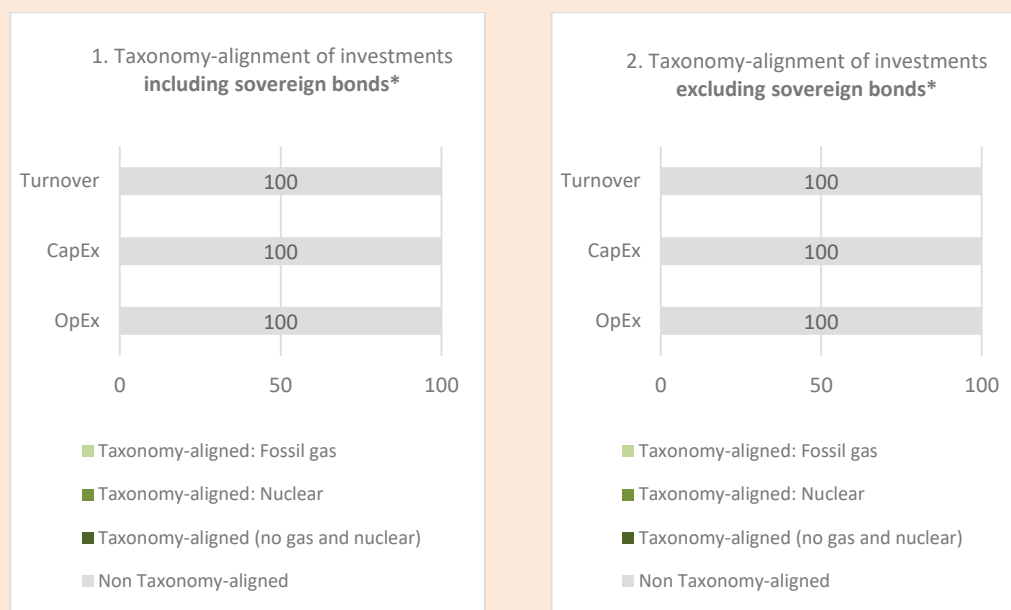 1. Taxonomy-alignment of investments
including sovereign bonds*
Turnover
100
CapEx
100
OpEx
100
0 50 100
Taxonomy-aligned: Fossil gas
Taxonomy-aligned: Nuclear
Taxonomy-aligned (no gas and nuclear)
Non Taxonomy-aligned
2. Taxonomy-alignment of investments
excluding sovereign bonds*
Turnover
100
CapEx
100
OpEx
100
0 50 100
Taxonomy-aligned: Fossil gas
Taxonomy-aligned: Nuclear
Taxonomy-aligned (no gas and nuclear)
Non Taxonomy-aligned